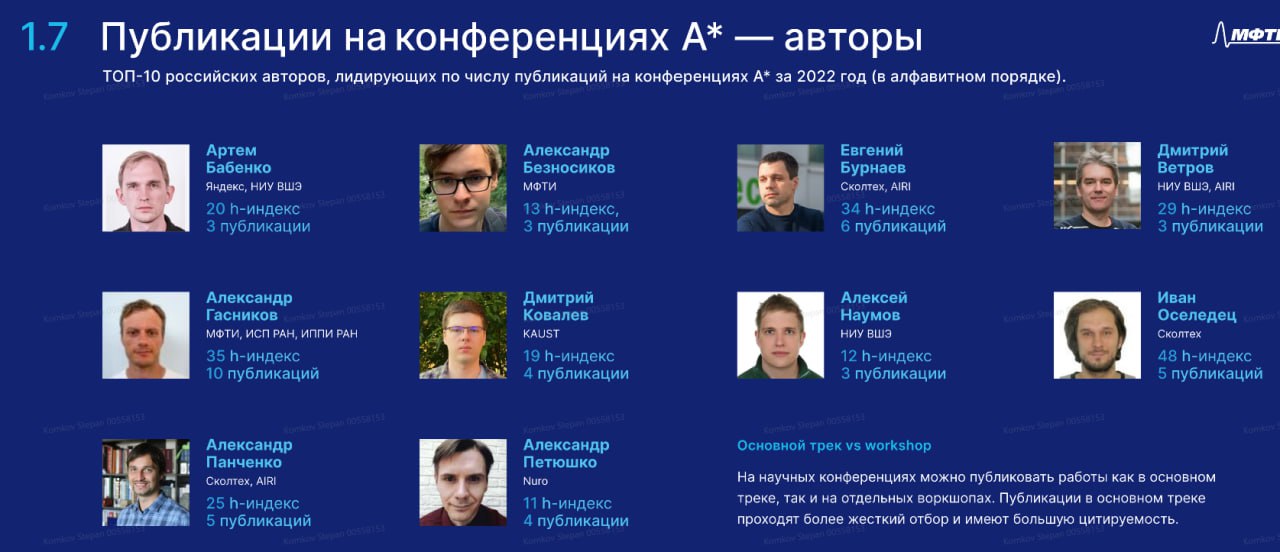 1.7 Публикации на конференциях А* — авторы
МФТИ
ТОП-10 российских авторов, лидирующих по числу публикаций на конференциях А* за 2022 год (в алфавитном порядке).
Артем
Бабенко
Яндекс, НИУ ВШЭ
20 h-индекс
3 публикации
Александр
Безносиков
МФТИ
13 h-индекс,
3 публикации
Евгений
Бурнаев
Сколтех, AIRI
34 h-индекс
6 публикаций
Дмитрий
Ветров
НИУ ВШЭ, AIRI
29 h-индекс
3 публикации
Александр
Гасников
МФТИ, ИСП РАН, ИППИ РАН
35 h-индекс
10 публикаций
Дмитрий
Ковалев
KAUST
19 h-индекс
4 публикации
Алексей
Наумов
НИУ ВШЭ
12 h-индекс
3 публикации
Иван
Оселедец
Сколтех
48 h-индекс
5 публикаций
Александр
Панченко
Сколтех, AIRI
25 h-индекс
5 публикаций
Александр
Петюшко
Nuro
11 h-индекс
4 публикации
Основной трек vs workshop
На научных конференциях можно публиковать работы как в основном
треке, так и на отдельных воркшопах. Публикации в основном треке
проходят более жесткий отбор и имеют большую цитируемость.
Komkov Stepan 00558153